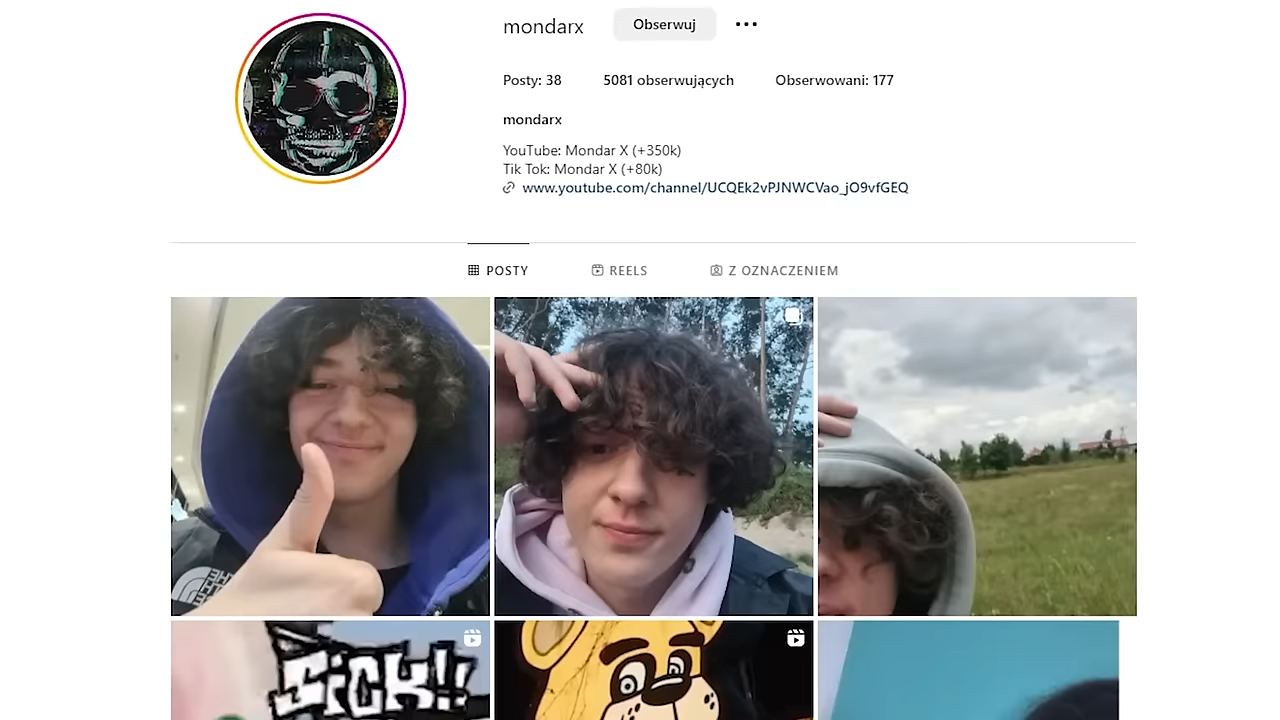 mondarx
Obserwuj
Posty: 38
5081 obserwujących
Obserwowani: 177
mondarx
YouTube: Mondar X (+350k)
Tik Tok: Mondar X (+80k)
www.youtube.com/channel/UCQEk2vPJNWCVao_jO9vfGEQ
POSTY
REELS
Z OZNACZENIEM
SiCK!!